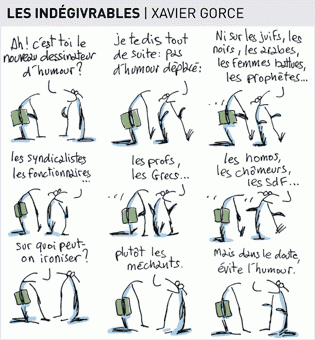 LES INDÉGIVRABLES | XAVIER GORCE
Ah! c'est toi le
nouveau dessinateur
d'humour?
je te dis tout
de suite: pas
d'humour déplacé:
Ni sur les juifs, les
noirs, les arabes,
les femmes battues,
les prophètes...
les syndicalistes
les fonctionnaires
...
les profs,
les Grecs...
les homos,
les chômeurs,
les SDF...
sur quoi peut-
on ironiser?
plutôt les
méchants.
Mais dans le doute,
évite l'humour.